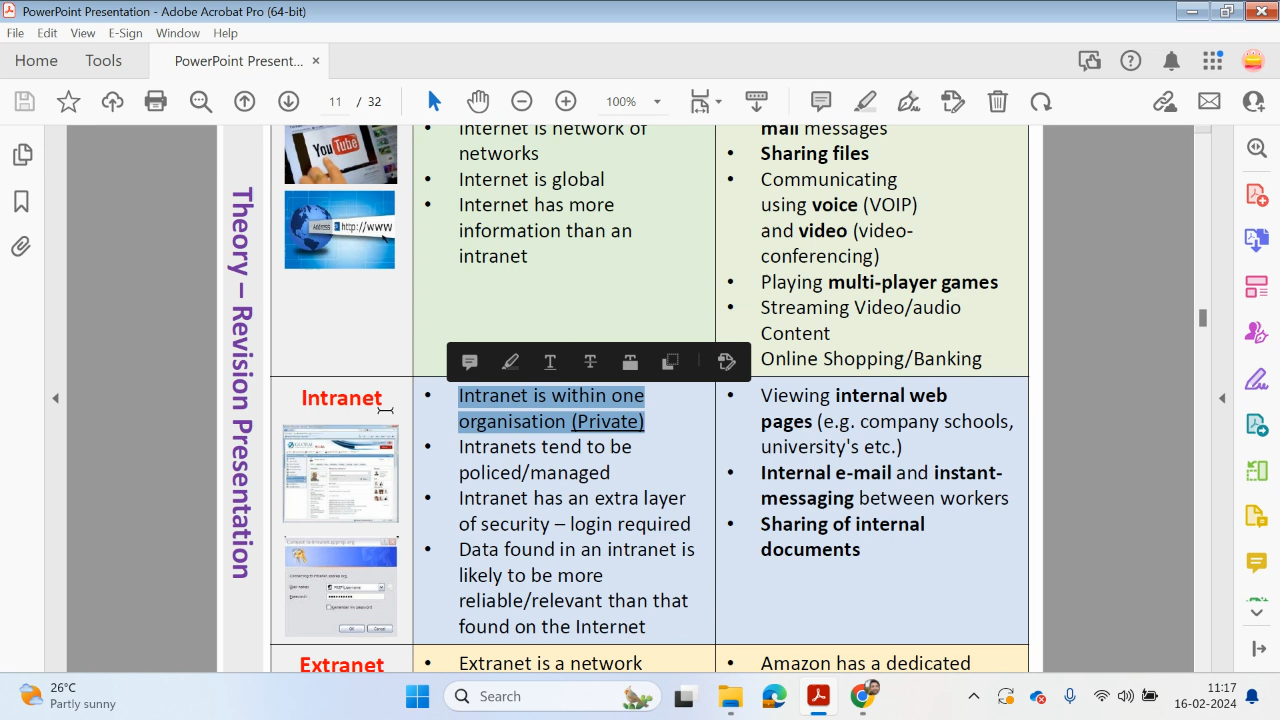 PowerPoint Presentation - Adobe Acrobat Pro (64-bit)
File Edit View E-Sign Window Help
Home Tools PowerPoint Present... ×
11 / 32 100%
Theory – Revision Presentation
You Tube
Address http://www
• Internet is network of
networks
• Internet is global
• Internet has more
information than an
intranet
mail messages
• Sharing files
• Communicating
using voice (VOIP)
and video (video-
conferencing)
• Playing multi-player games
• Streaming Video/audio
Content
Online Shopping/Banking
Intranet
• Intranet is within one
organisation (Private)
• Intranets tend to be
policed/managed
• Intranet has an extra layer
of security – login required
• Data found in an intranet is
likely to be more
reliable/relevant than that
found on the Internet
• Viewing internal web
pages (e.g. company schools,
university's etc.)
• Internal e-mail and instant-
messaging between workers
• Sharing of internal
documents
Extranet
• Extranet is a network
• Amazon has a dedicated
26°C
Partly sunny
Search
11:17
16-02-2024